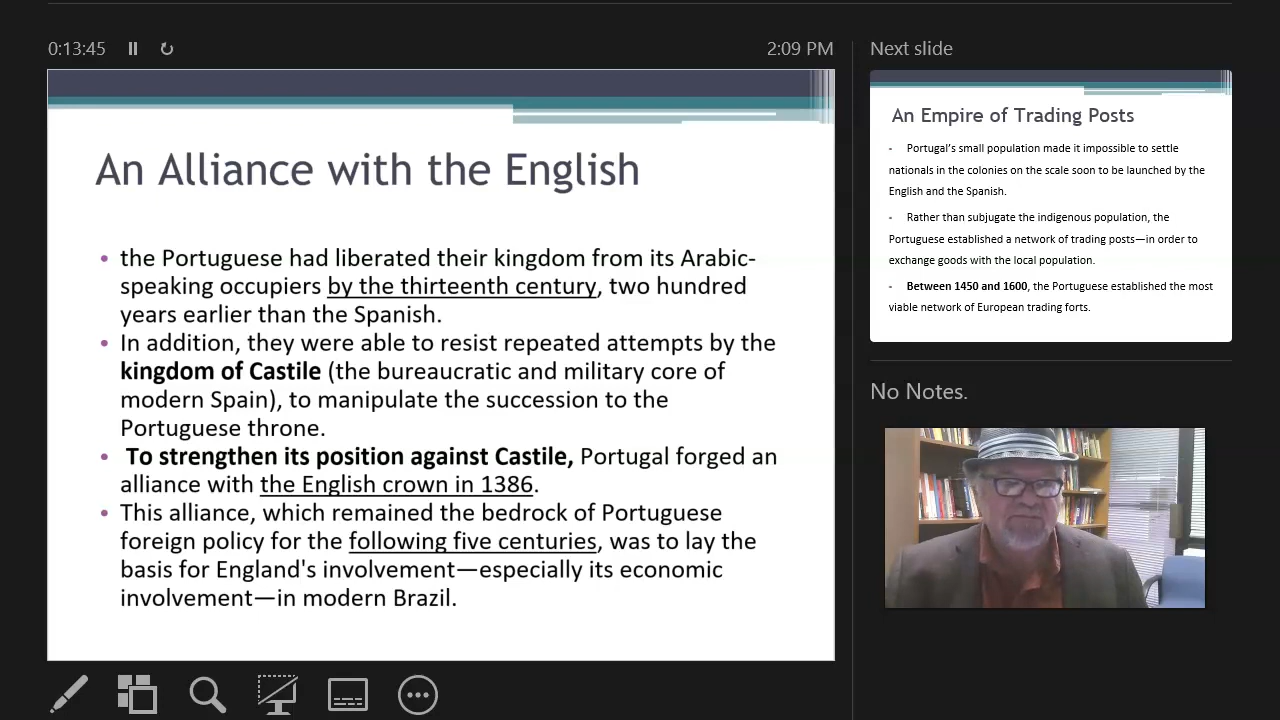 0:13:45
2:09 PM
Next slide
An Alliance with the English
• the Portuguese had liberated their kingdom from its Arabic-
speaking occupiers by the thirteenth century, two hundred
years earlier than the Spanish.
• In addition, they were able to resist repeated attempts by the
kingdom of Castile (the bureaucratic and military core of
modern Spain), to manipulate the succession to the
Portuguese throne.
• To strengthen its position against Castile, Portugal forged an
alliance with the English crown in 1386.
• This alliance, which remained the bedrock of Portuguese
foreign policy for the following five centuries, was to lay the
basis for England's involvement—especially its economic
involvement—in modern Brazil.
An Empire of Trading Posts
- Portugal's small population made it impossible to settle
nationals in the colonies on the scale soon to be launched by the
English and the Spanish.
- Rather than subjugate the indigenous population, the
Portuguese established a network of trading posts—in order to
exchange goods with the local population.
- Between 1450 and 1600, the Portuguese established the most
viable network of European trading forts.
No Notes.